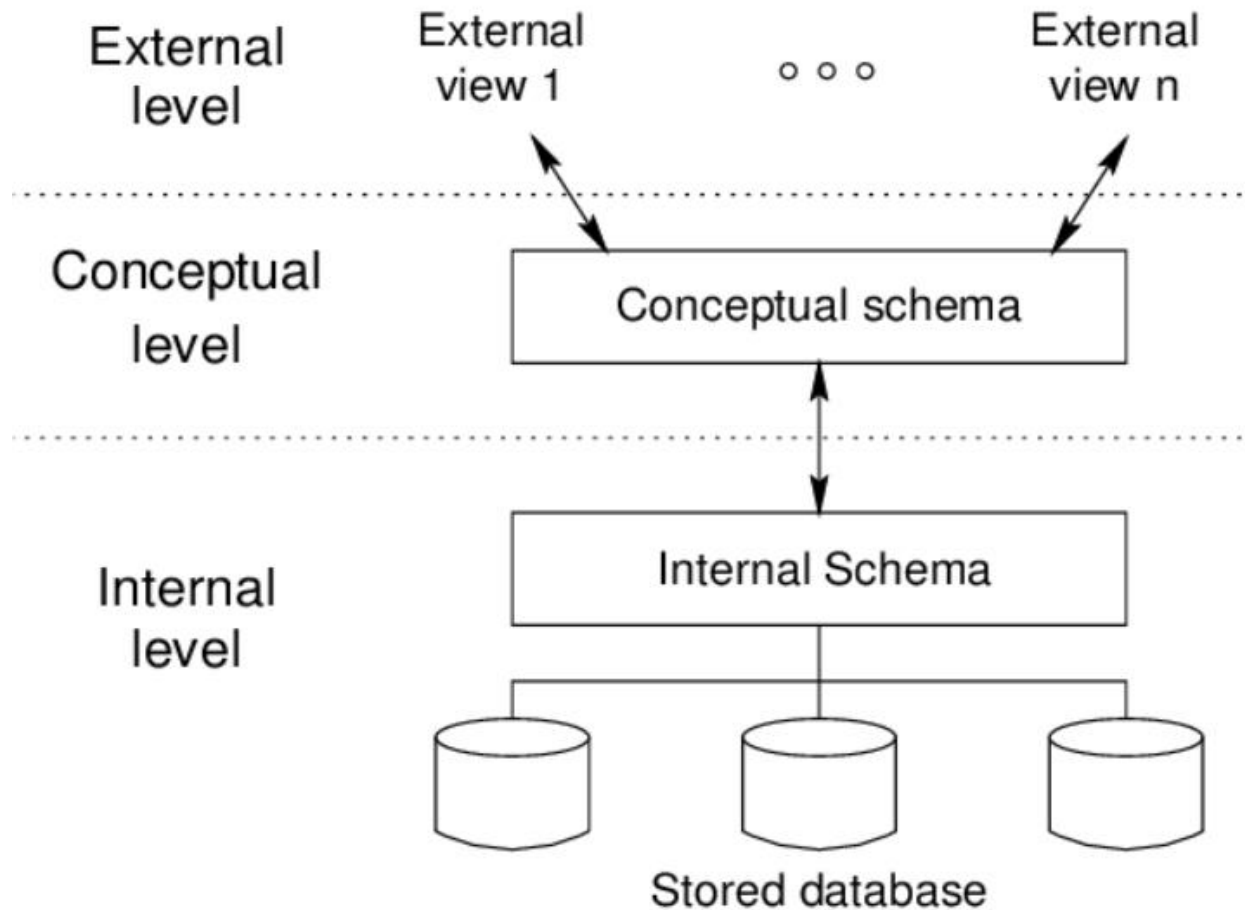 External
level
External
view 1
External
view n
Conceptual
level
Conceptual schema
Internal
level
Internal Schema
Stored database